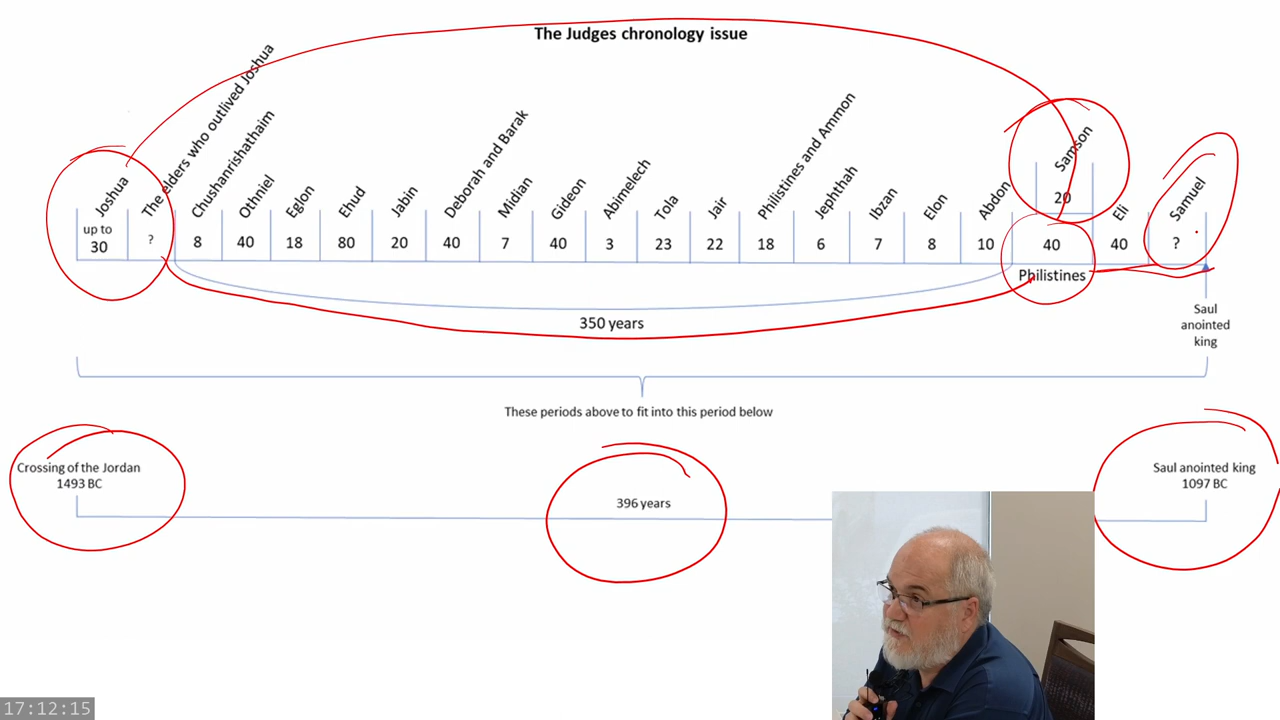 The Judges chronology issue
Joshua
The elders who outlived Joshua
Chushanrishathaim
Othniel
Eglon
Ehud
Jabin
Deborah and Barak
Midian
Gideon
Abimelech
Tola
Jair
Philistines and Ammon
Jephthah
Ibzan
Elon
Abdon
Samson
Eli
Samuel
20
up to
30
?
8
40
18
80
20
40
7
40
3
23
22
18
6
7
8
10
40
40
?
Philistines
350 years
Saul
anointed
king
These periods above to fit into this period below
Crossing of the Jordan
1493 BC
396 years
Saul anointed king
1097 BC
17:12:15